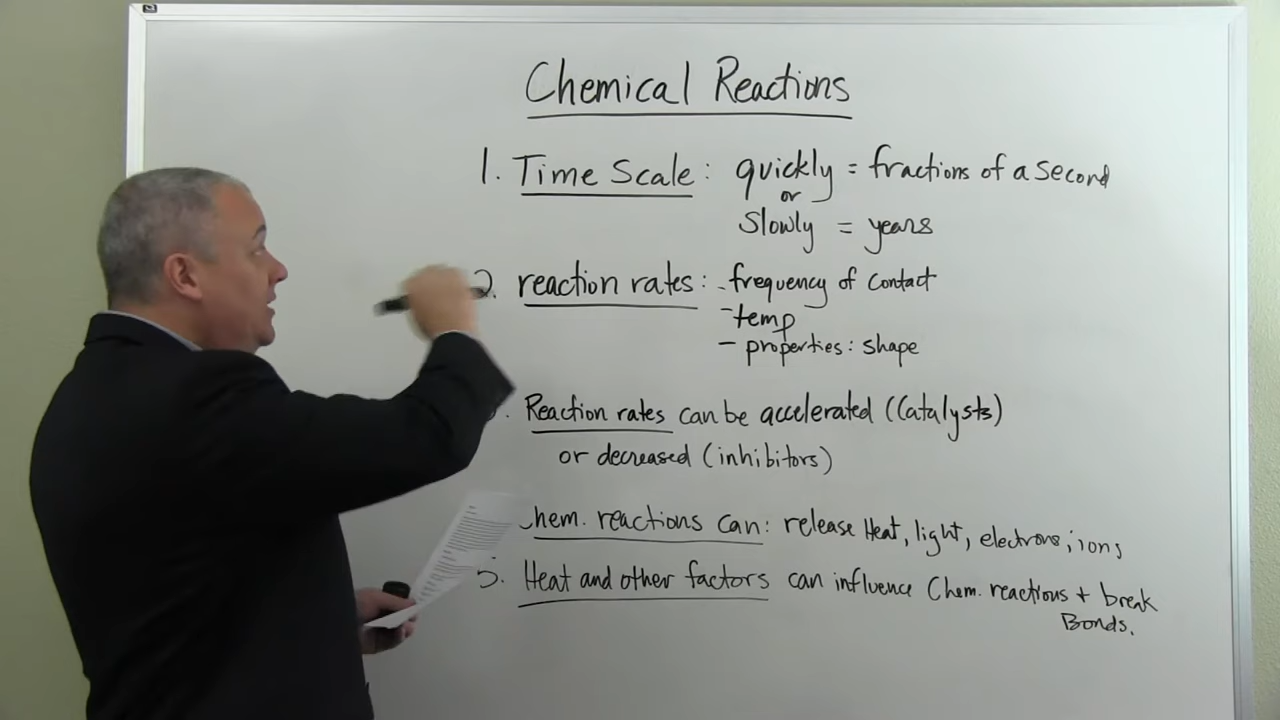 Chemical Reactions
1. Time Scale: quickly = fractions of a second
or
Slowly = years
2. reaction rates: - frequency of Contact
- temp
- properties: shape
. Reaction rates can be accelerated (Catalysts)
or decreased (inhibitors)
Chem. reactions can: release Heat, light, electrons, ions
5. Heat and other factors can influence Chem. reactions + break
Bonds.